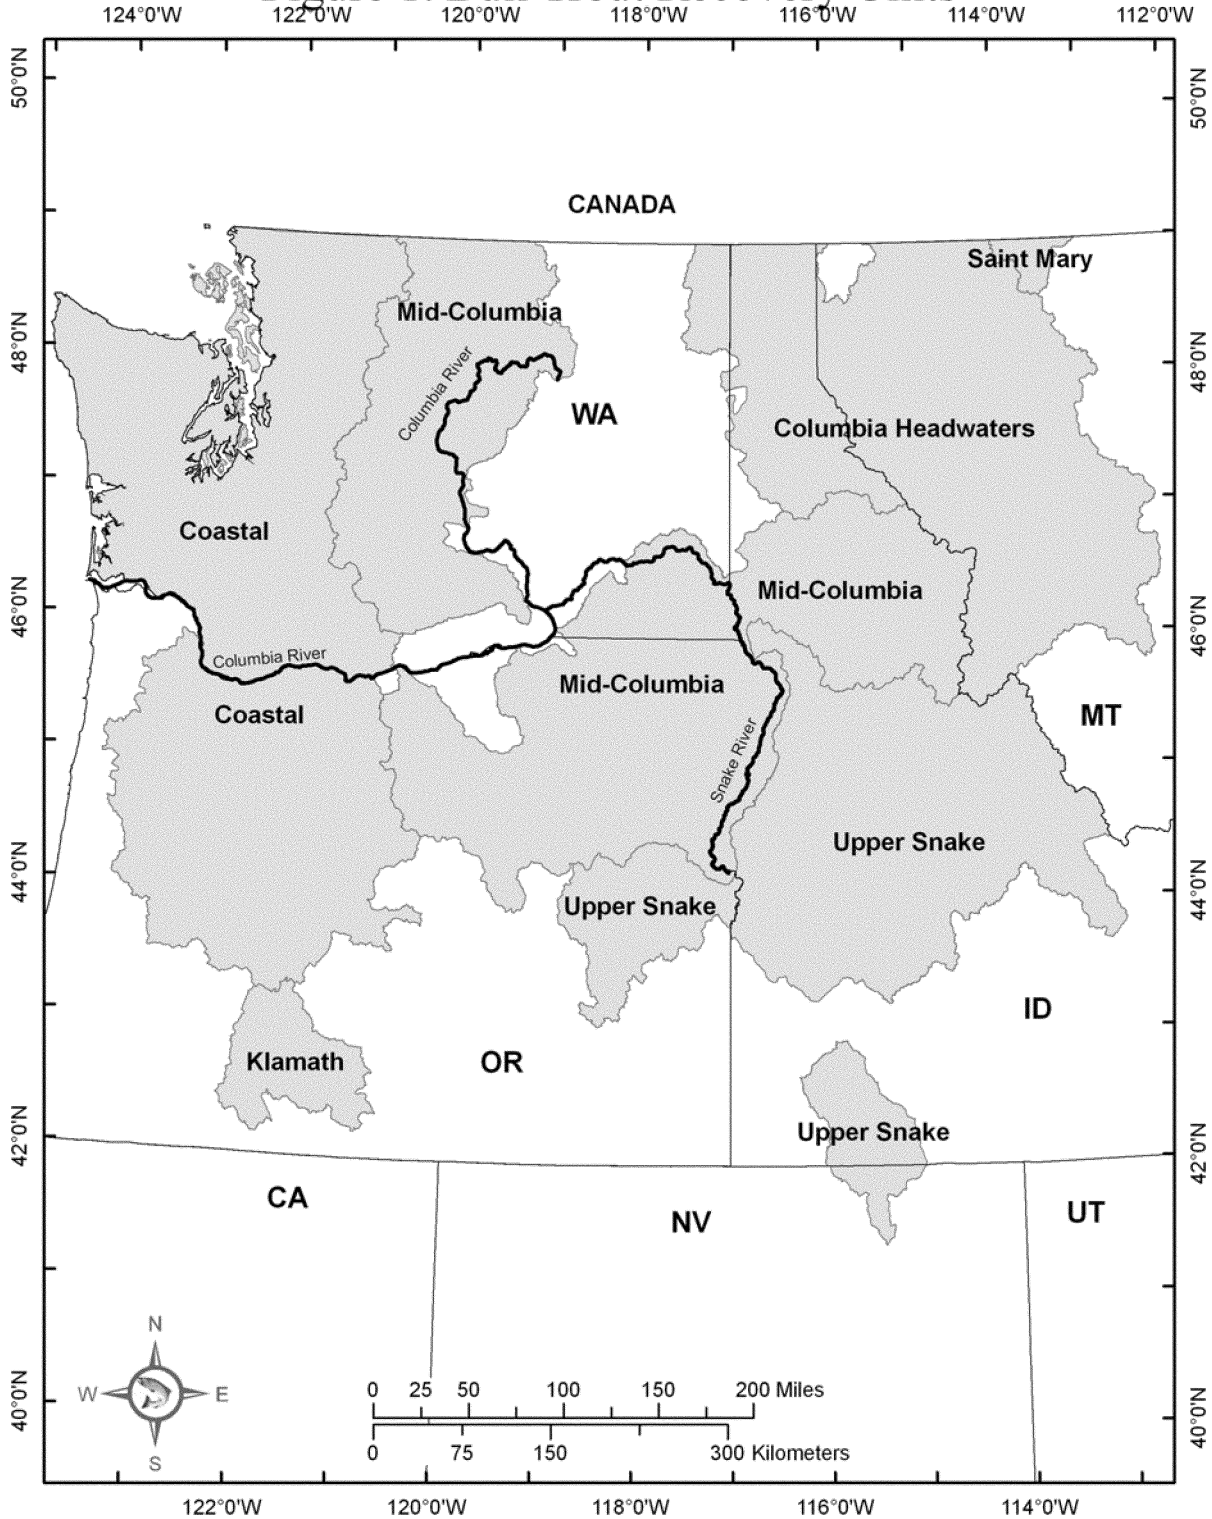 124°0'W 122°0'W 120°0'W 118°0'W 116°0'W 114°0'W 112°0'W
50°0'N 50°0'N
CANADA
Saint Mary
Mid-Columbia
48°0'N 48°0'N
Columbia River
WA
Columbia Headwaters
Coastal
Mid-Columbia
46°0'N 46°0'N
Columbia River
Mid-Columbia
Coastal
MT
Snake River
Upper Snake
44°0'N 44°0'N
Upper Snake
ID
Klamath
OR
Upper Snake
42°0'N 42°0'N
CA
NV
UT
N
W E
S
0 25 50 100 150 200 Miles
0 75 150 300 Kilometers
40°0'N 40°0'N
122°0'W 120°0'W 118°0'W 116°0'W 114°0'W